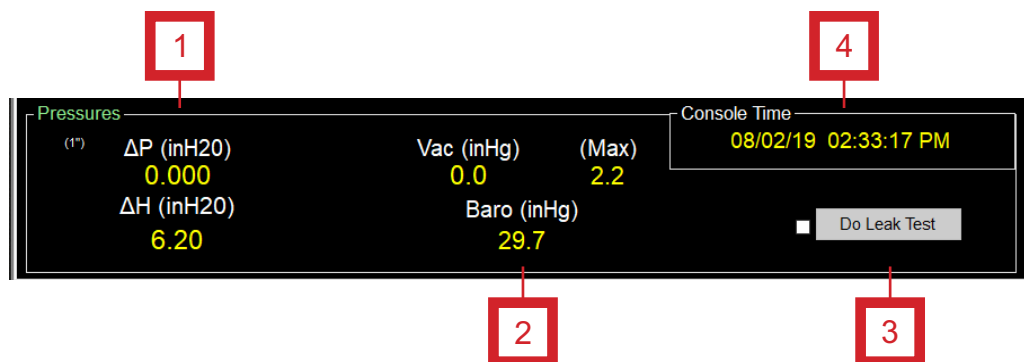 1
4
Pressures
Console Time
(1")
ΔP (inH20)
Vac (inHg)
(Max)
08/02/19 02:33:17 PM
0.000
0.0
2.2
ΔH (inH20)
Baro (inHg)
Do Leak Test
6.20
29.7
2
3